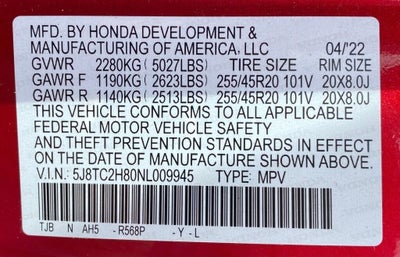 MFD. BY HONDA DEVELOPMENT &
MANUFACTURING OF AMERICA, LLC 04/'22
GVWR 2280KG (5027LBS) TIRE SIZE RIM SIZE
GAWR F 1190KG (2623LBS) 255/45R20 101V 20X8.0J
GAWR R 1140KG (2513LBS) 255/45R20 101V 20X8.0J
THIS VEHICLE CONFORMS TO ALL APPLICABLE
FEDERAL MOTOR VEHICLE SAFETY
AND THEFT PREVENTION STANDARDS IN EFFECT
ON THE DATE OF MANUFACTURE SHOWN ABOVE.
V.I.N.: 5J8TC2H80NL009945 TYPE: MPV
TJB N AH5 - R568P - Y - L